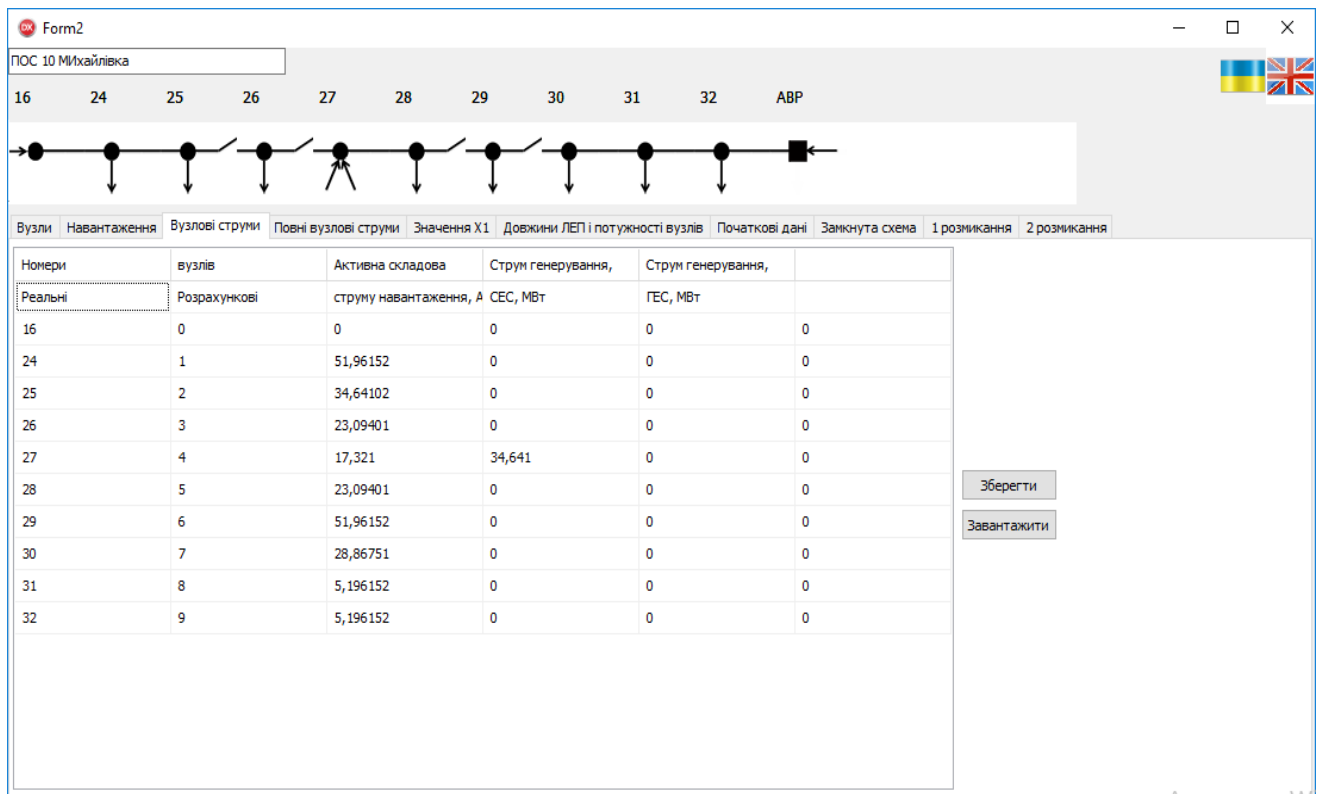 Form2
ПОС 10 МИхайлівка
16 24 25 26 27 28 29 30 31 32 АВР
Вузли Навантаження Вузлові струми Повні вузлові струми Значення X1 Довжини ЛЕП і потужності вузлів Початкові дані Замкнута схема 1 розмикання 2 розмикання
Номери вузлів Активна складова Струм генерування, Струм генерування,
Реальні Розрахункові струму навантаження, А СЕС, МВт ГЕС, МВт
16 0 0 0 0 0
24 1 51,96152 0 0 0
25 2 34,64102 0 0 0
26 3 23,09401 0 0 0
27 4 17,321 34,641 0 0
28 5 23,09401 0 0 0
29 6 51,96152 0 0 0
30 7 28,86751 0 0 0
31 8 5,196152 0 0 0
32 9 5,196152 0 0 0
Зберегти
Завантажити